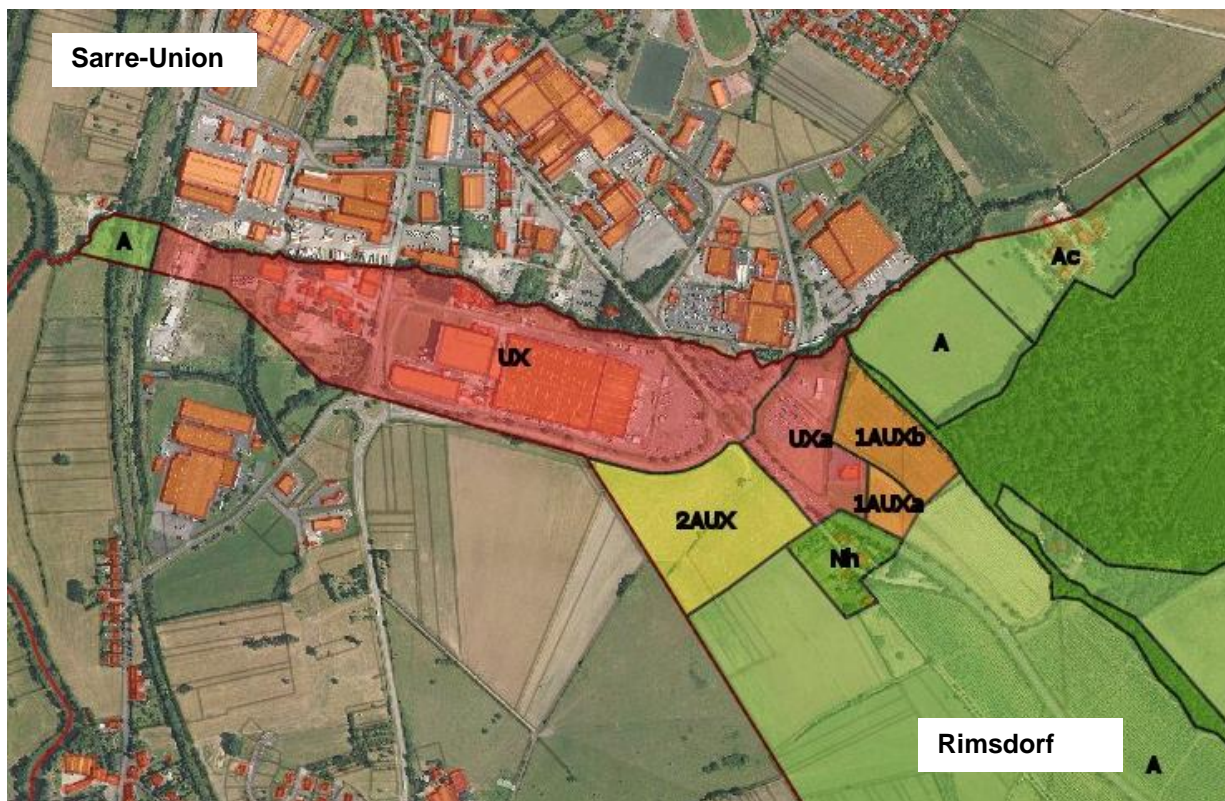 Sarre-Union
A
Ac
A
UX
UXa
1AUXb
1AUXa
2AUX
Nh
Rimsdorf
A